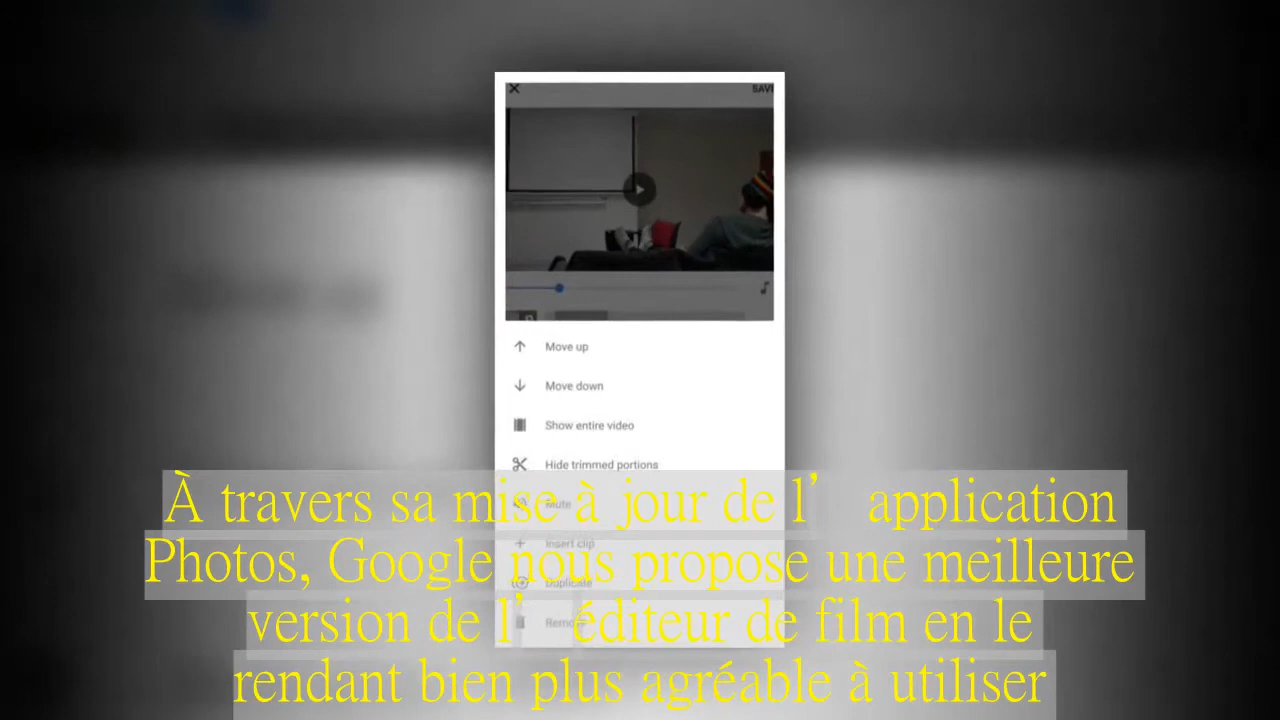 SAVE
Move up
Move down
Show entire video
Hide trimmed portions
Mute
Insert clip
Duplicate
Remove
À travers sa mise à jour de l’ application
Photos, Google nous propose une meilleure
version de l’ éditeur de film en le
rendant bien plus agréable à utiliser